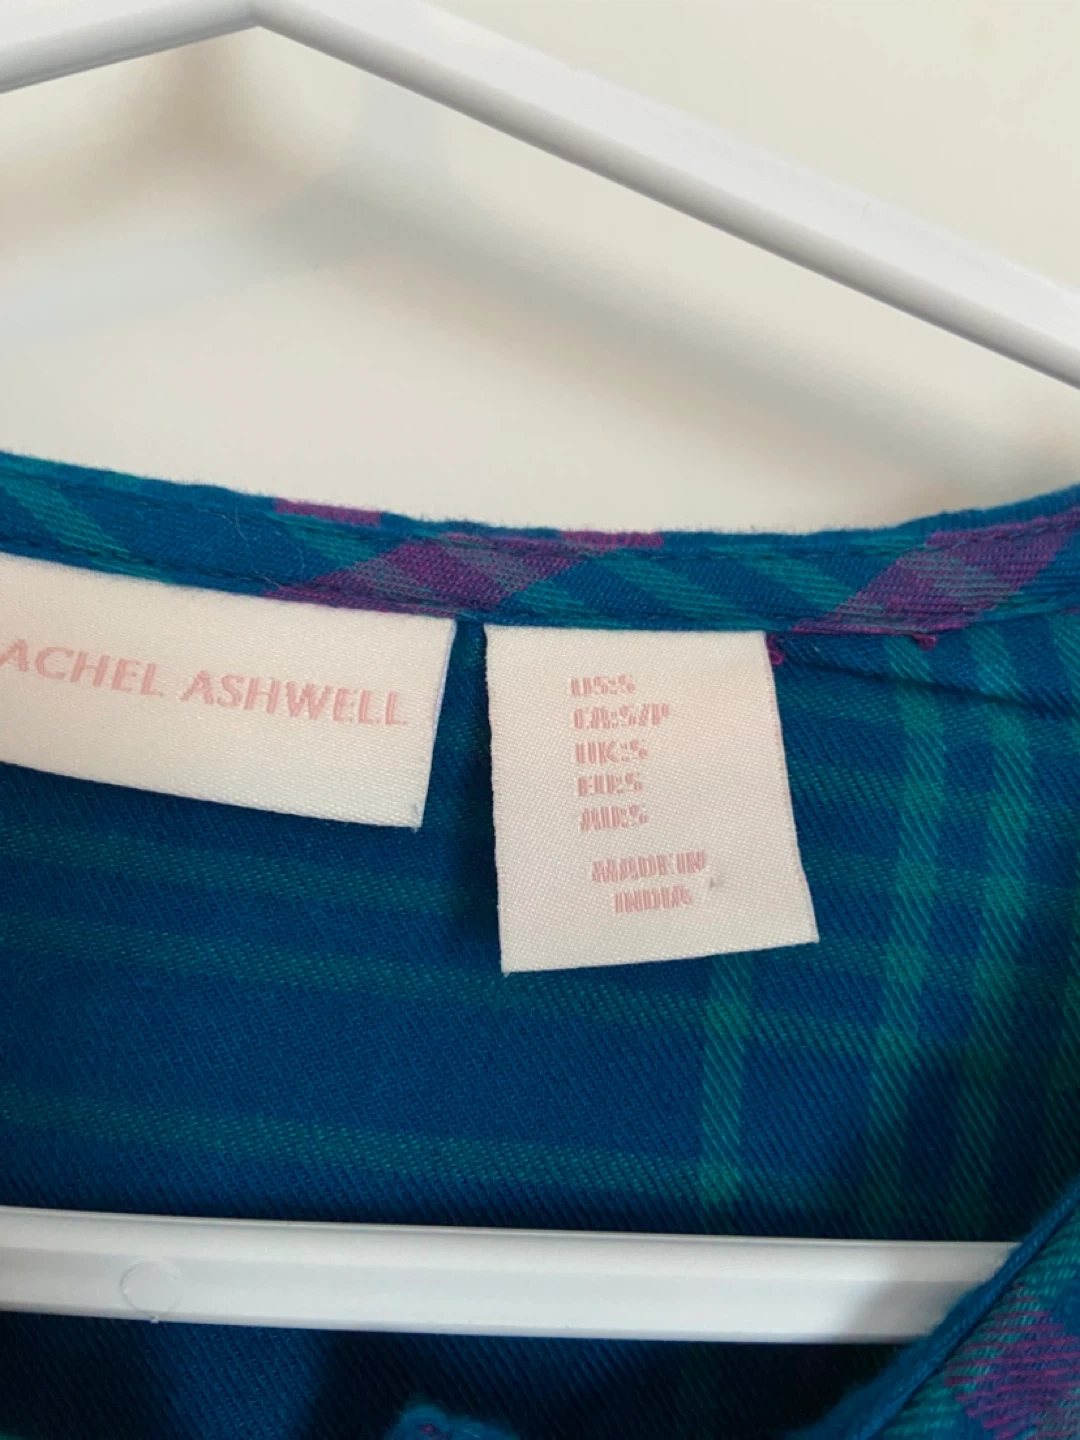 ACHEL ASHWELL
US:S
CA:S/P
UK:S
EU:S
AU:S
MADE IN
INDIA